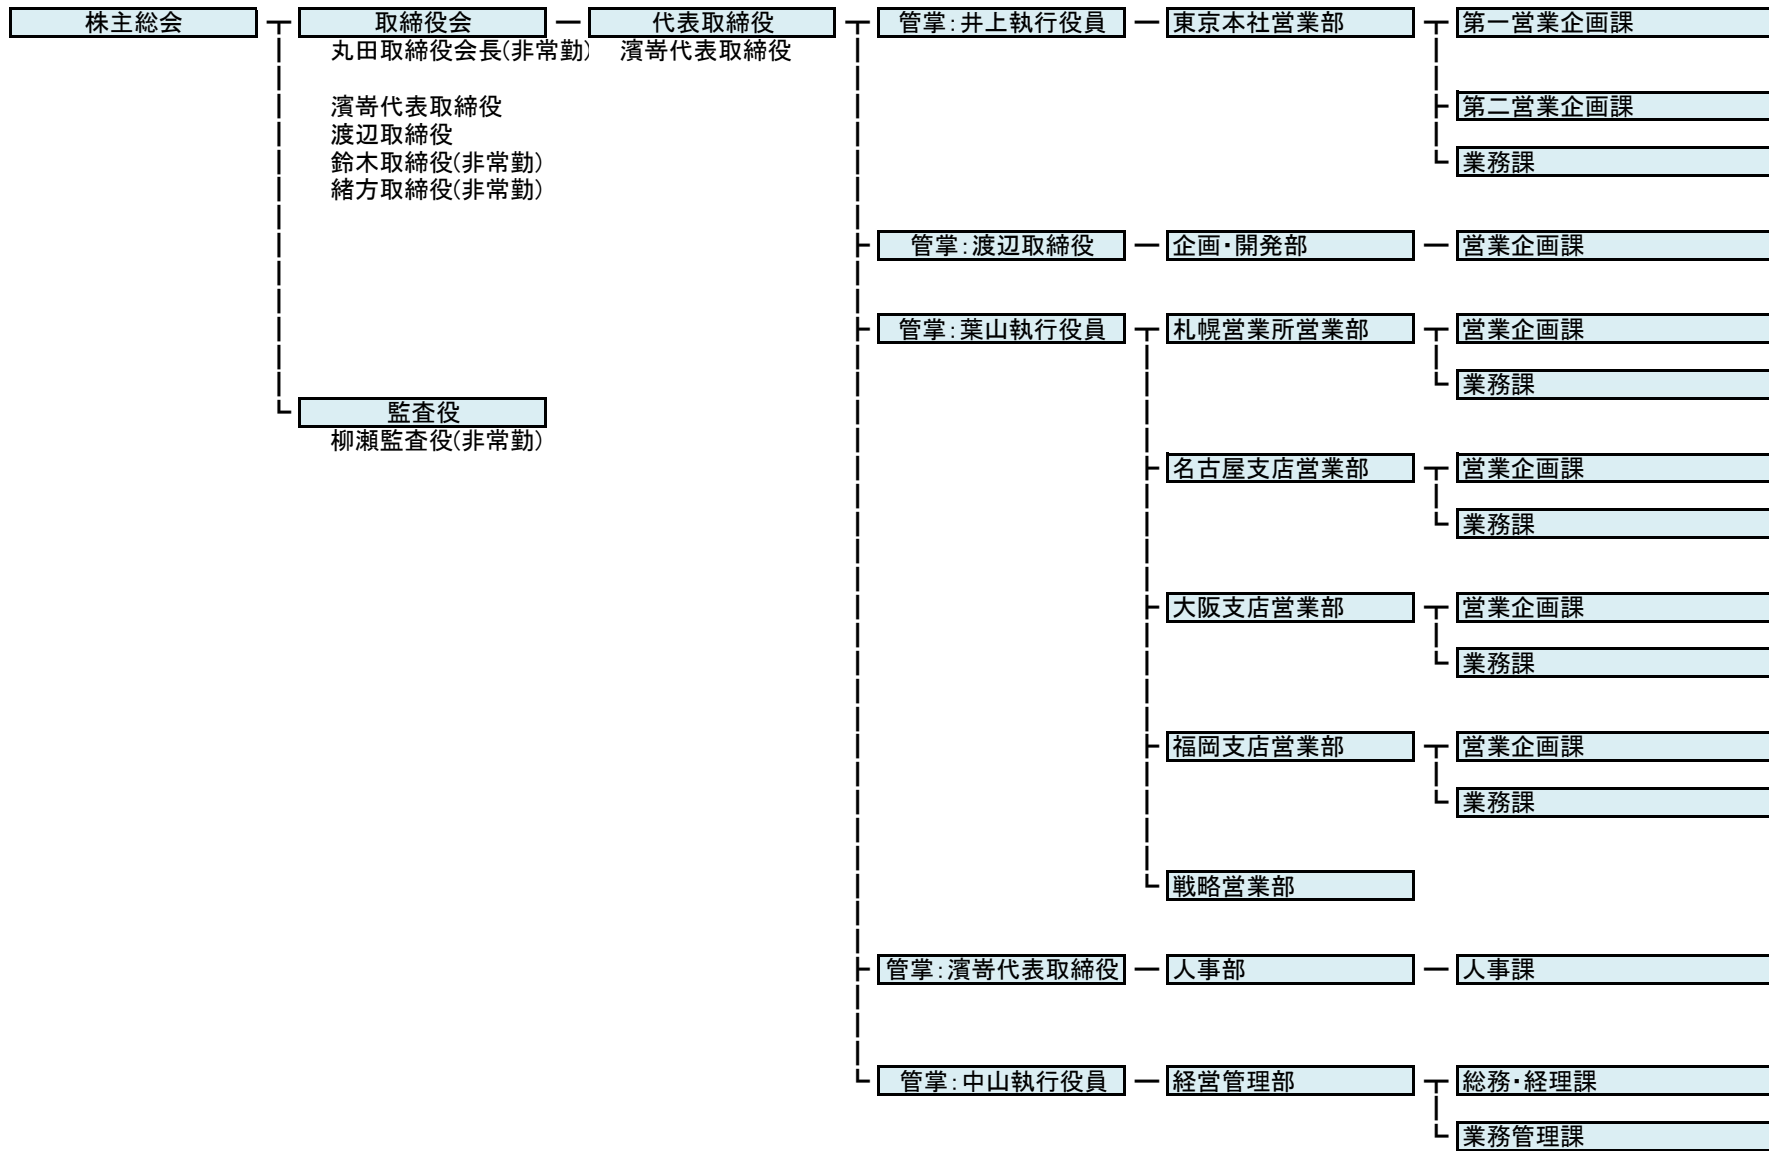 株主総会
取締役会
代表取締役
管掌：井上執行役員
東京本社営業部
第一営業企画課
丸田取締役会長(非常勤)
濱嵜代表取締役
濱嵜代表取締役
第二営業企画課
渡辺取締役
鈴木取締役(非常勤)
業務課
緒方取締役(非常勤)
管掌：渡辺取締役
企画・開発部
営業企画課
管掌：葉山執行役員
札幌営業所営業部
営業企画課
業務課
監査役
柳瀬監査役(非常勤)
名古屋支店営業部
営業企画課
業務課
大阪支店営業部
営業企画課
業務課
福岡支店営業部
営業企画課
業務課
戦略営業部
管掌：濱嵜代表取締役
人事部
人事課
管掌：中山執行役員
経営管理部
総務・経理課
業務管理課